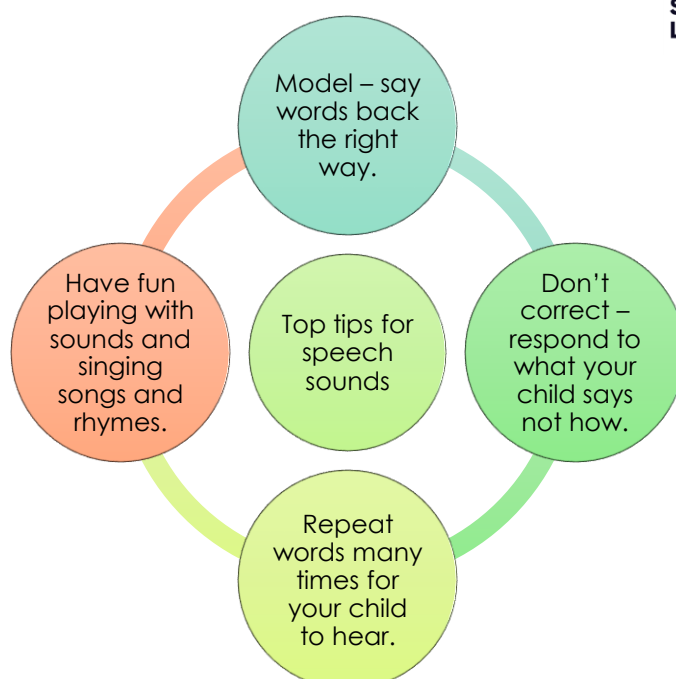 Model – say
words back
the right
way.
Have fun
playing with
sounds and
singing
songs and
rhymes.
Top tips for
speech
sounds
Don’t
correct –
respond to
what your
child says
not how.
Repeat
words many
times for
your child
to hear.